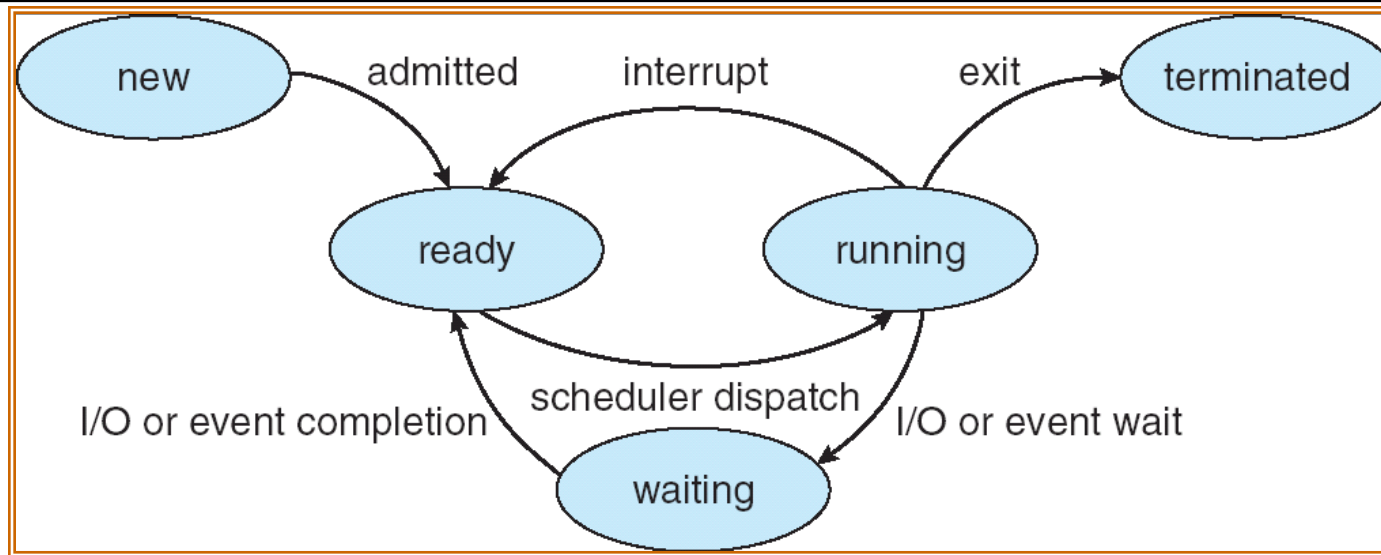 new
admitted
interrupt
exit
terminated
ready
running
scheduler dispatch
I/O or event completion
I/O or event wait
waiting